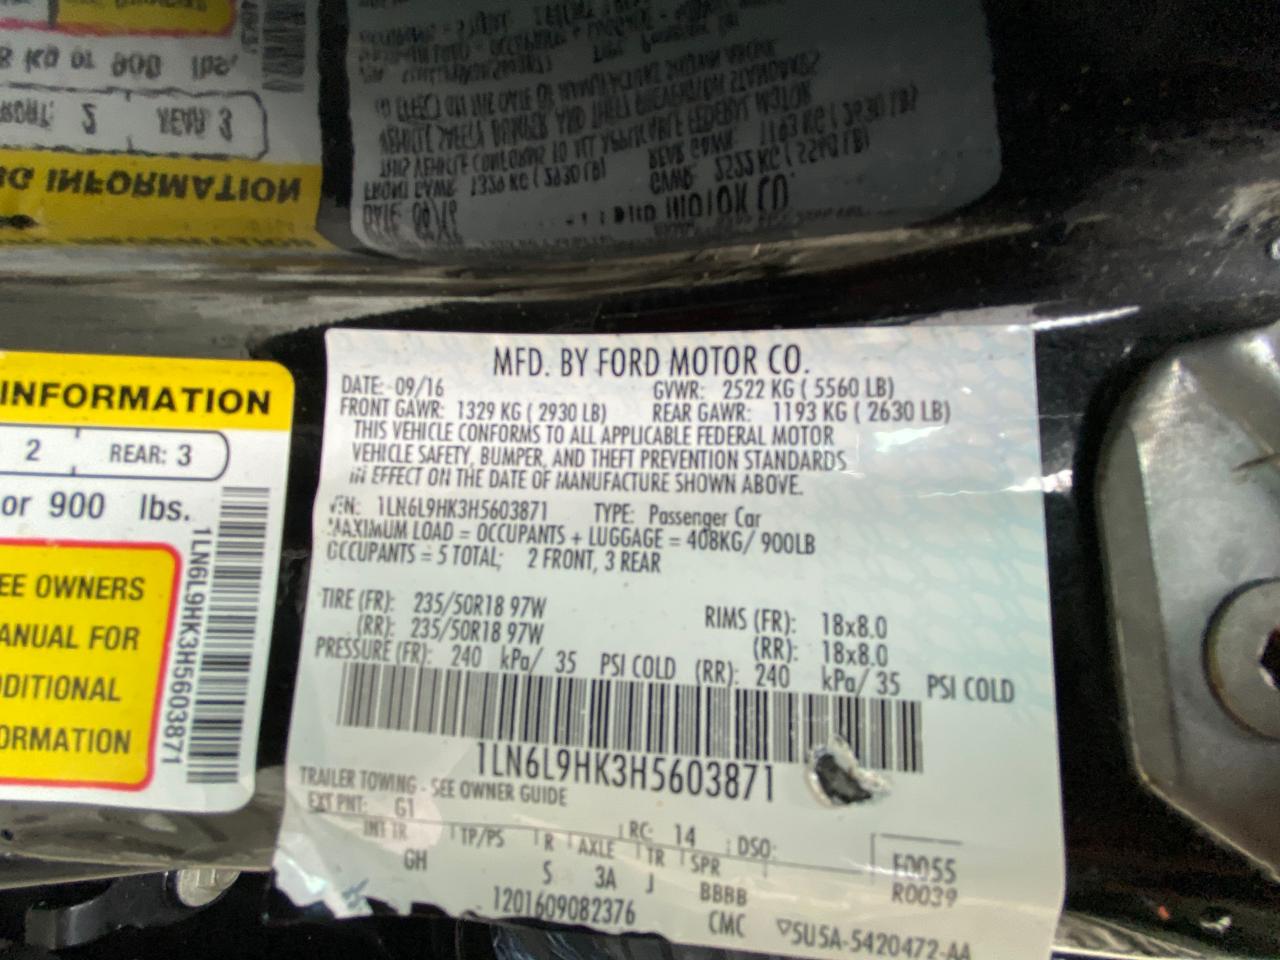 INFORMATION
2 REAR: 3
or 900 lbs.
EE OWNERS
ANUAL FOR
DDITIONAL
ORMATION
1LN6L9HK3H5603871
MFD. BY FORD MOTOR CO.
DATE: 09/16 GVWR: 2522 KG ( 5560 LB)
FRONT GAWR: 1329 KG ( 2930 LB) REAR GAWR: 1193 KG ( 2630 LB)
THIS VEHICLE CONFORMS TO ALL APPLICABLE FEDERAL MOTOR
VEHICLE SAFETY, BUMPER, AND THEFT PREVENTION STANDARDS
IN EFFECT ON THE DATE OF MANUFACTURE SHOWN ABOVE.
VIN: 1LN6L9HK3H5603871 TYPE: Passenger Car
MAXIMUM LOAD = OCCUPANTS + LUGGAGE = 408KG/ 900LB
OCCUPANTS = 5 TOTAL; 2 FRONT, 3 REAR
TIRE (FR): 235/50R18 97W RIMS (FR): 18x8.0
(RR): 235/50R18 97W (RR): 18x8.0
PRESSURE (FR): 240 kPa/ 35 PSI COLD (RR): 240 kPa/ 35 PSI COLD
1LN6L9HK3H5603871
TRAILER TOWING - SEE OWNER GUIDE
EXT PNT: G1 RC: 14 DSO:
INT TR TP/PS R AXLE TR SPR F0055
GH S 3A J BBBB R0039
1201609082376 CMC 5U5A-5420472-AA